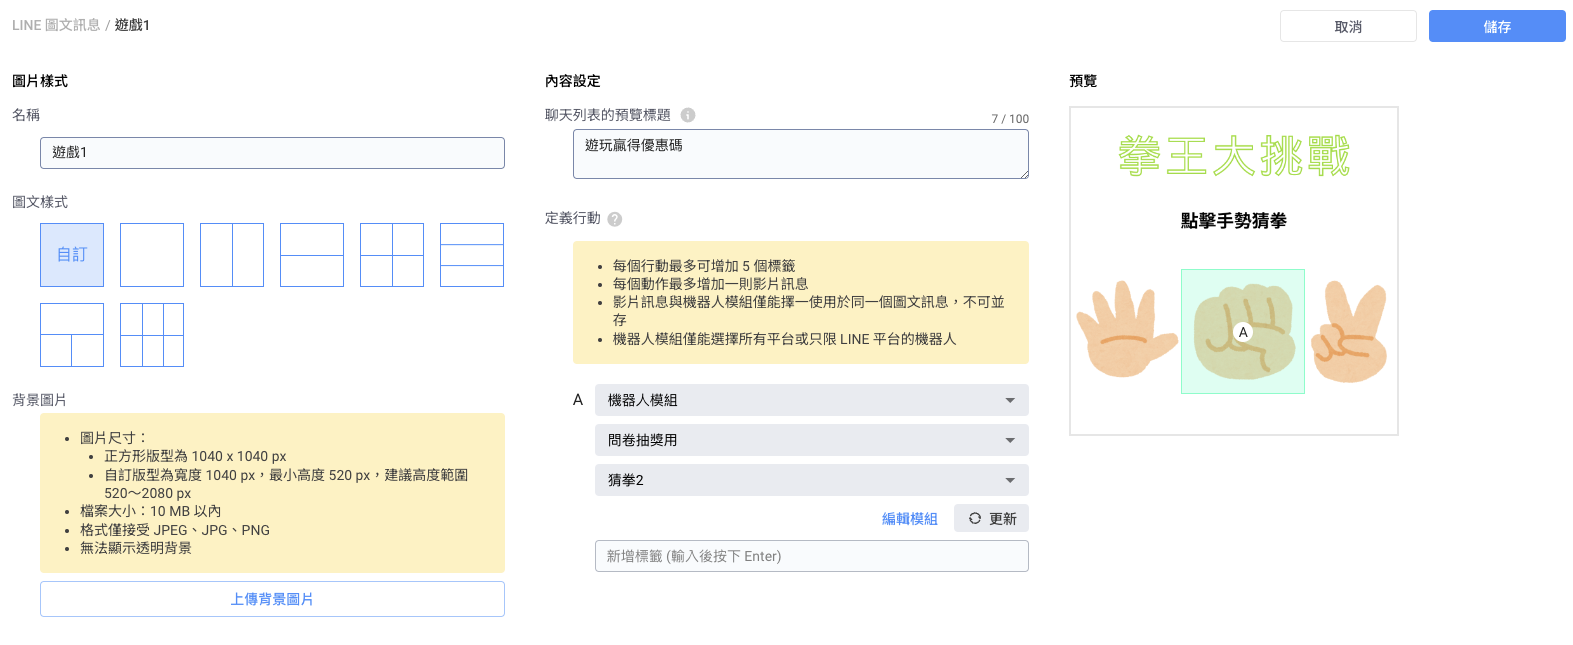 LINE 圖文訊息 / 遊戲1
取消
儲存
圖片樣式
名稱
遊戲1
圖文樣式
自訂
背景圖片
圖片尺寸：
正方形版型為 1040 x 1040 px
自訂版型為寬度 1040 px，最小高度 520 px，建議高度範圍
520～2080 px
檔案大小：10 MB 以內
格式僅接受 JPEG、JPG、PNG
無法顯示透明背景
上傳背景圖片
內容設定
聊天列表的預覽標題
7 / 100
遊玩贏得優惠碼
定義行動
每個行動最多可增加 5 個標籤
每個動作最多增加一則影片訊息
影片訊息與機器人模組僅能擇一使用於同一個圖文訊息，不可並
存
機器人模組僅能選擇所有平台或只限 LINE 平台的機器人
A
機器人模組
問卷抽獎用
猜拳2
編輯模組
更新
新增標籤 (輸入後按下 Enter)
預覽
拳王大挑戰
點擊手勢猜拳
A